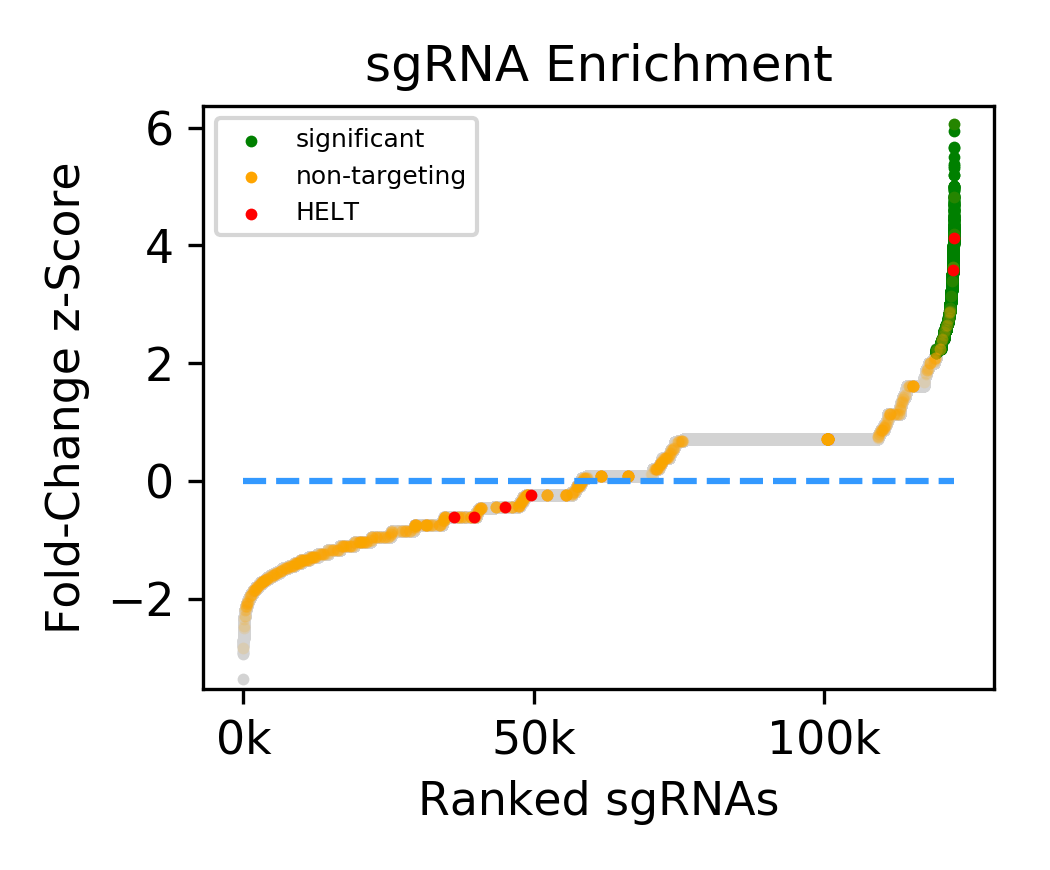 sgRNA Enrichment
Fold-Change z-Score
6
4
2
0
−2
significant
non-targeting
HELT
0k
50k
100k
Ranked sgRNAs